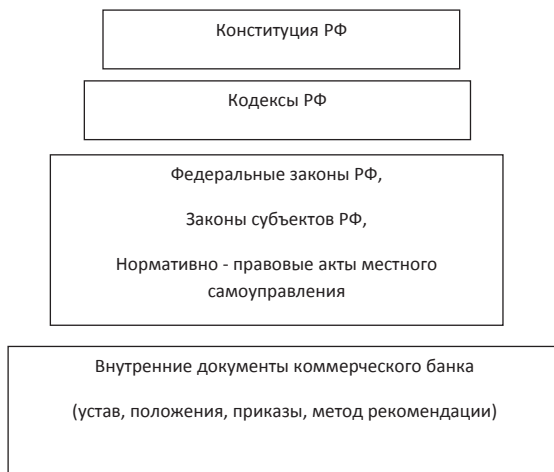 Конституция РФ
Кодексы РФ
Федеральные законы РФ,
Законы субъектов РФ,
Нормативно - правовые акты местного
самоуправления
Внутренние документы коммерческого банка
(устав, положения, приказы, метод рекомендации)